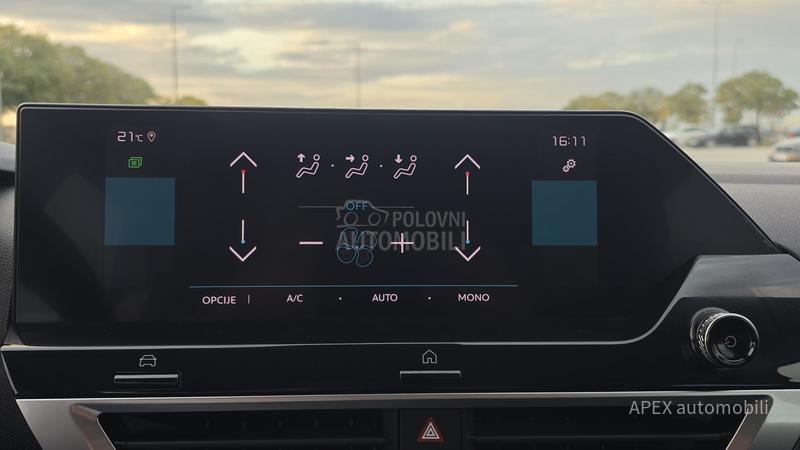 21°C
16:11
OFF
POLOVNI
AUTOMOBILI
OPCIJE | A/C · AUTO · MONO
APEX automobili